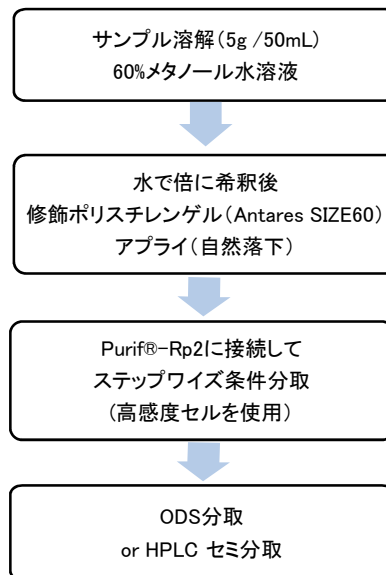 サンプル溶解（5g /50mL）
60%メタノール水溶液
水で倍に希釈後
修飾ポリスチレンゲル（Antares SIZE60）
アプライ（自然落下）
Purif®-Rp2に接続して
ステップワイズ条件分取
（高感度セルを使用）
ODS分取
or HPLC セミ分取